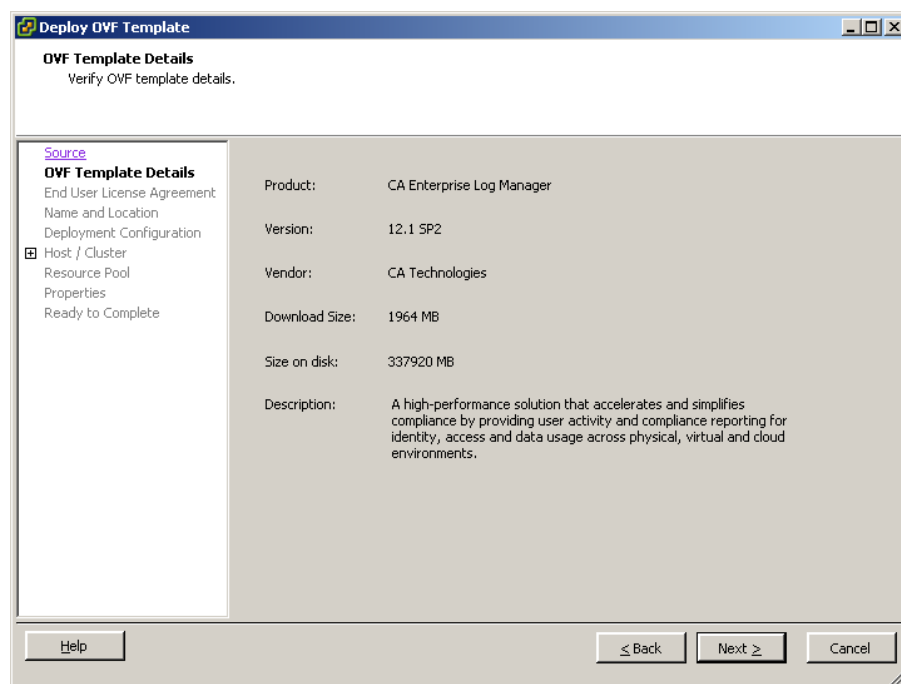 Deploy OVF Template
OVF Template Details
Verify OVF template details.
Source
OVF Template Details
End User License Agreement
Name and Location
Deployment Configuration
Host / Cluster
Resource Pool
Properties
Ready to Complete
Product: CA Enterprise Log Manager
Version: 12.1 SP2
Vendor: CA Technologies
Download Size: 1964 MB
Size on disk: 337920 MB
Description: A high-performance solution that accelerates and simplifies
compliance by providing user activity and compliance reporting for
identity, access and data usage across physical, virtual and cloud
environments.
Help
≤ Back
Next ≥
Cancel